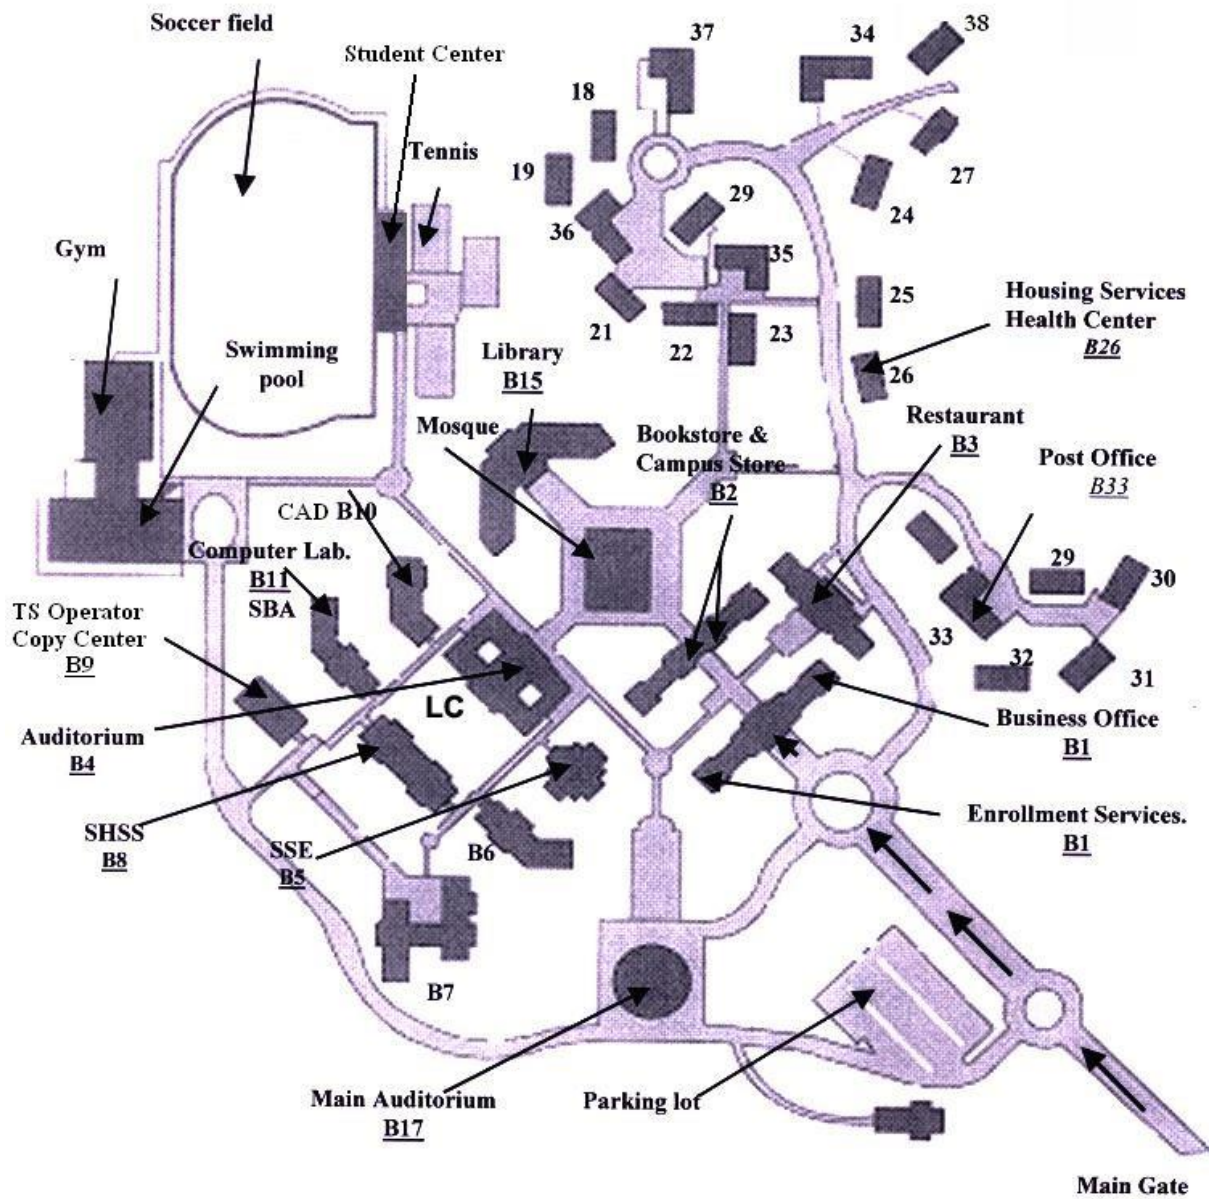 Soccer field
Student Center
37
34
38
18
Tennis
19
29
27
24
36
Gym
35
25
Housing Services
Health Center
B26
21
22
23
Swimming
pool
Library
B15
26
Restaurant
B3
Mosque
Bookstore &
Campus Store
B2
Post Office
B33
CAD B10
Computer Lab.
B11
SBA
29
30
TS Operator
Copy Center
B9
33
32
31
LC
Auditorium
B4
Business Office
B1
SHSS
B8
SSE
B5
B6
Enrollment Services.
B1
B7
Main Auditorium
B17
Parking lot
Main Gate